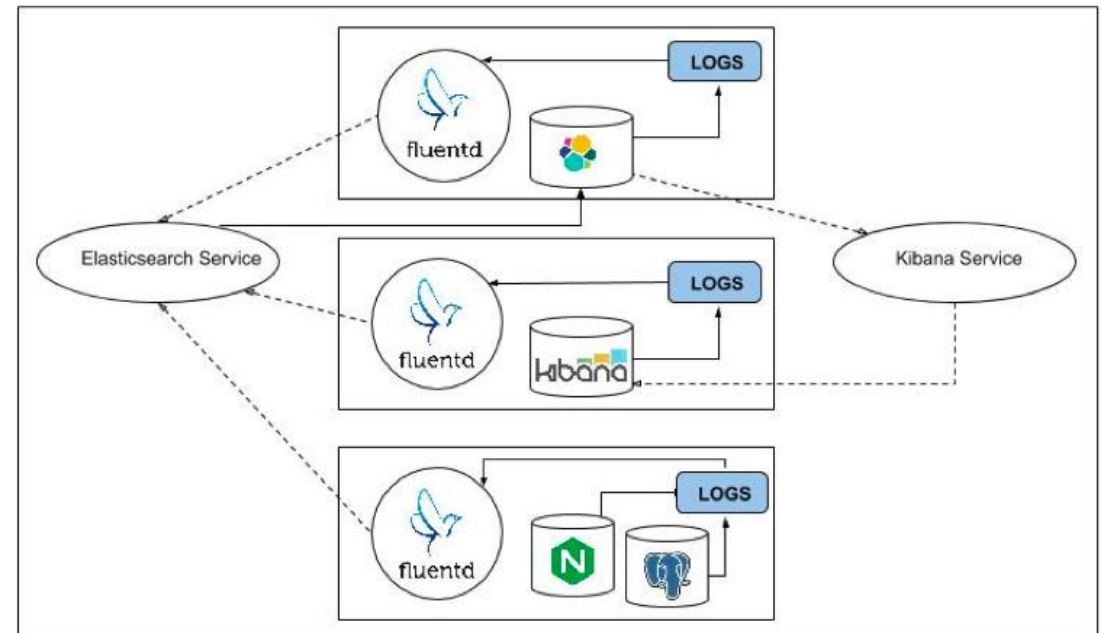 LOGS
fluentd
Elasticsearch Service
Kibana Service
LOGS
fluentd
kibana
LOGS
fluentd
N